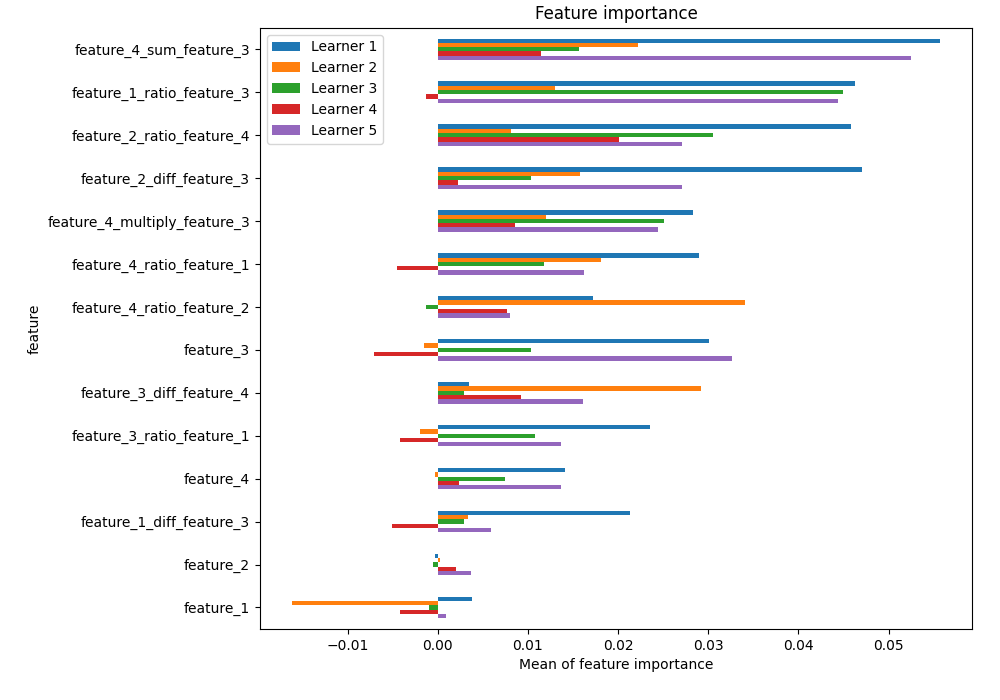 Feature importance
Learner 1
Learner 2
Learner 3
Learner 4
Learner 5
feature_4_sum_feature_3
feature_1_ratio_feature_3
feature_2_ratio_feature_4
feature_2_diff_feature_3
feature_4_multiply_feature_3
feature_4_ratio_feature_1
feature_4_ratio_feature_2
feature_3
feature_3_diff_feature_4
feature_3_ratio_feature_1
feature_4
feature_1_diff_feature_3
feature_2
feature_1
feature
−0.01 0.00 0.01 0.02 0.03 0.04 0.05
Mean of feature importance